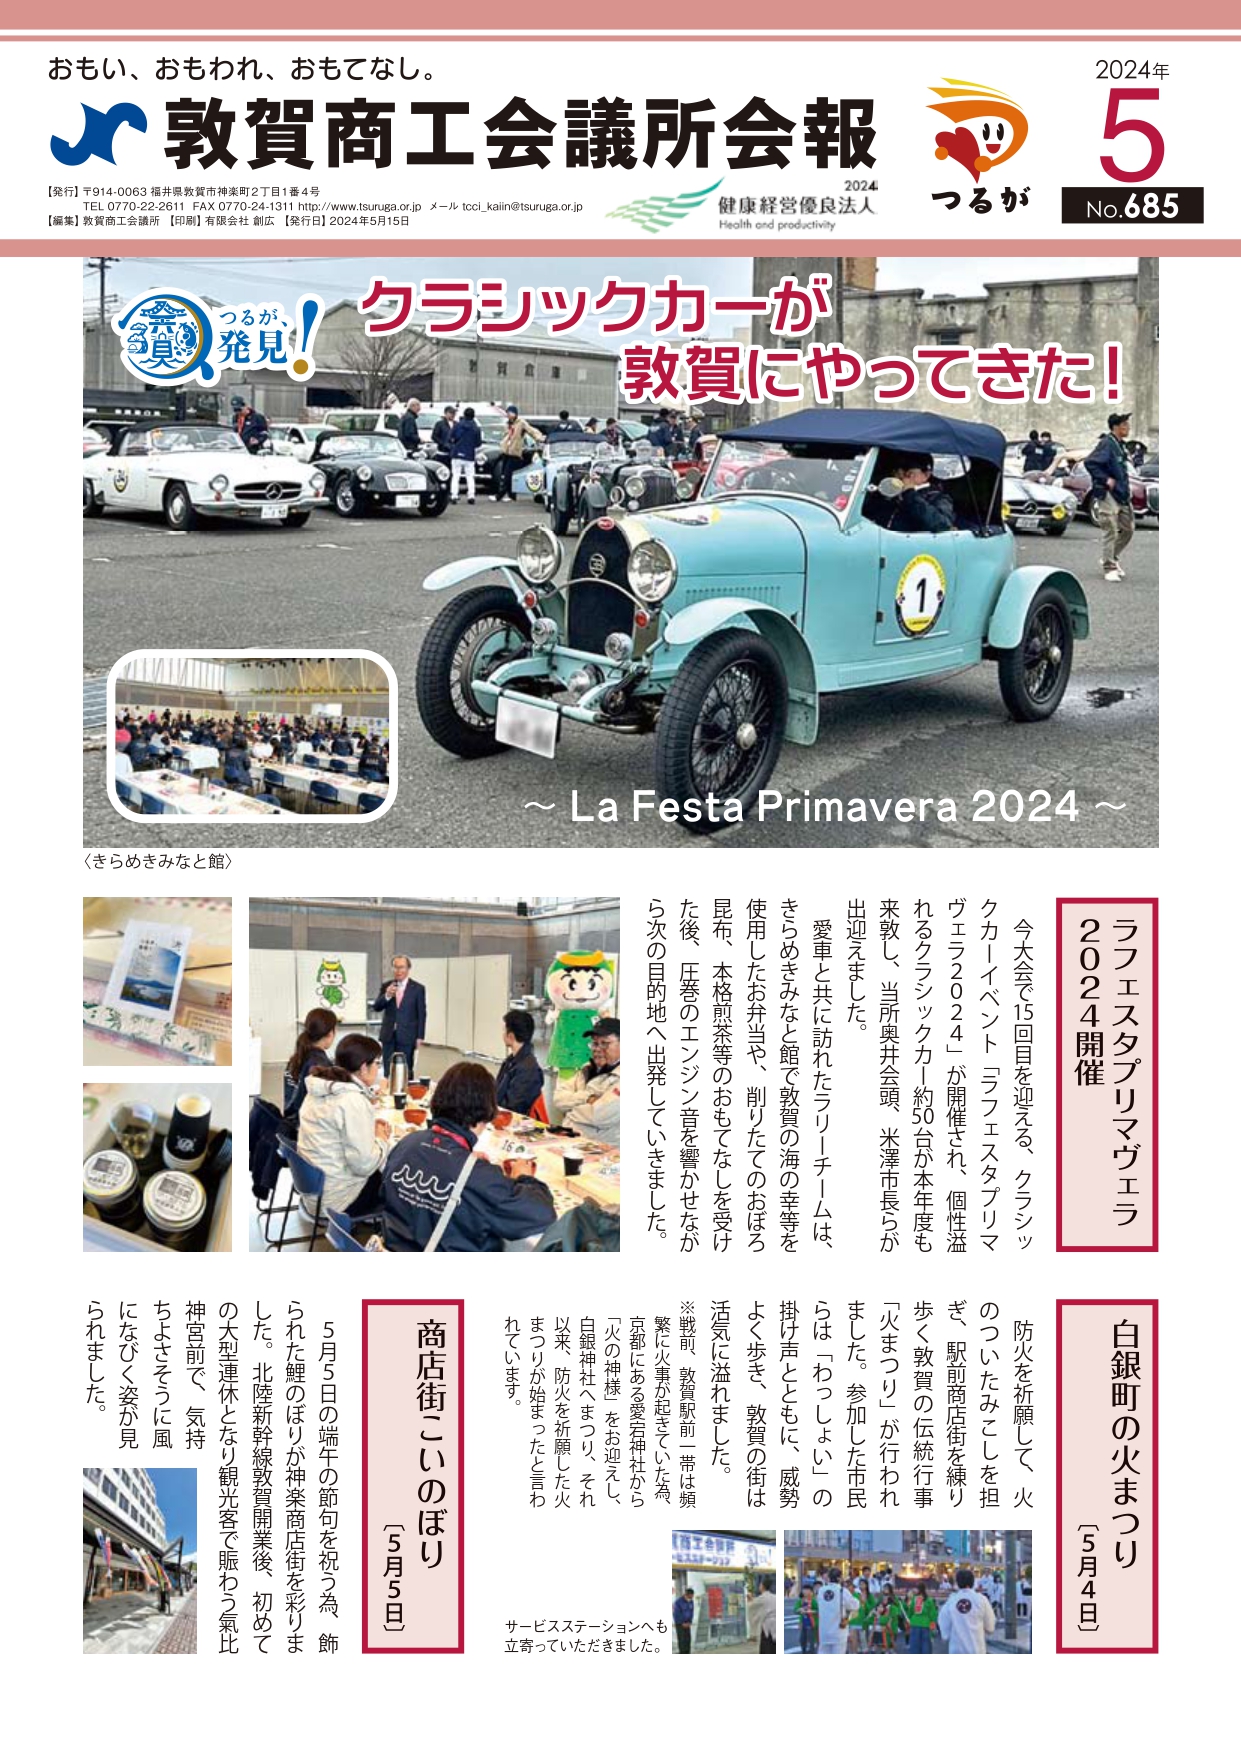 おもい、おもわれ、おもてなし。
敦賀商工会議所会報
【発行】〒914-0063 福井県敦賀市神楽町2丁目1番4号
TEL 0770-22-2611 FAX 0770-24-1311 http://www.tsuruga.or.jp メール tcci_kaiin@tsuruga.or.jp
【編集】敦賀商工会議所 【印刷】有限会社 創広 【発行日】2024年5月15日
2024
健康経営優良法人
Health and productivity
つるが
2024年
5
No.685
つるが、
発見!
クラシックカーが
敦賀にやってきた!
敦賀倉庫
38
1
～ La Festa Primavera 2024 ～
〈きらめきみなと館〉
ラフェスタプリマヴェラ
2024開催
今大会で15回目を迎える、クラシッ
クカーイベント「ラフェスタプリマ
ヴェラ2024」が開催され、個性溢
れるクラシックカー約50台が本年度も
来敦し、当所奥井会頭、米澤市長らが
出迎えました。
愛車と共に訪れたラリーチームは、
きらめきみなと館で敦賀の海の幸等を
使用したお弁当や、削りたてのおぼろ
昆布、本格煎茶等のおもてなしを受け
た後、圧巻のエンジン音を響かせなが
ら次の目的地へ出発していきました。
白銀町の火まつり
〔5月4日〕
防火を祈願して、火
のついたみこしを担
ぎ、駅前商店街を練り
歩く敦賀の伝統行事
「火まつり」が行われ
ました。参加した市民
らは「わっしょい」の
掛け声とともに、威勢
よく歩き、敦賀の街は
活気に溢れました。
※戦前、敦賀駅前一帯は頻
繁に火事が起きていた為、
京都にある愛宕神社から
「火の神様」をお迎えし、
白銀神社へまつり、それ
以来、防火を祈願した火
まつりが始まったと言わ
れています。
サービスステーションへも
立寄っていただきました。
商店街こいのぼり
〔5月5日〕
5月5日の端午の節句を祝う為、飾
られた鯉のぼりが神楽商店街を彩りま
した。北陸新幹線敦賀開業後、初めて
の大型連休となり観光客で賑わう氣比
神宮前で、気持
ちよさそうに風
になびく姿が見
られました。